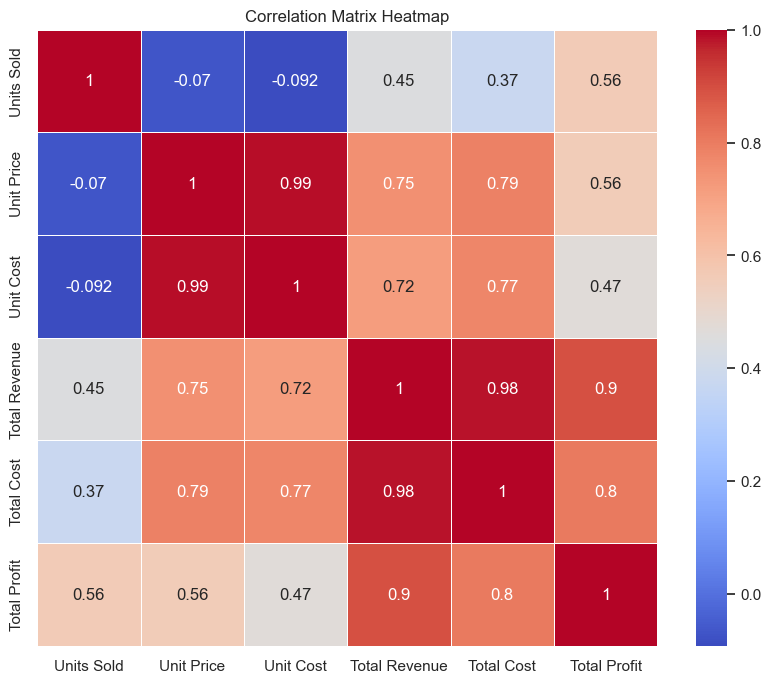 Correlation Matrix Heatmap
Units Sold 1 -0.07 -0.092 0.45 0.37 0.56
Unit Price -0.07 1 0.99 0.75 0.79 0.56
Unit Cost -0.092 0.99 1 0.72 0.77 0.47
Total Revenue 0.45 0.75 0.72 1 0.98 0.9
Total Cost 0.37 0.79 0.77 0.98 1 0.8
Total Profit 0.56 0.56 0.47 0.9 0.8 1
Units Sold Unit Price Unit Cost Total Revenue Total Cost Total Profit
1.0
0.8
0.6
0.4
0.2
0.0